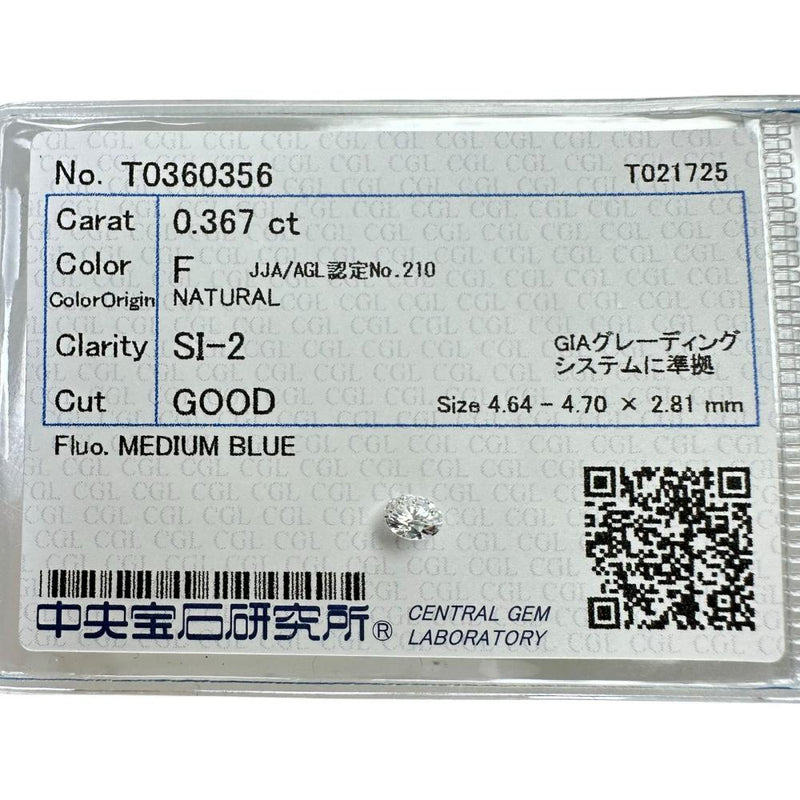 No. T0360356 T021725
Carat 0.367 ct
Color F JJA/AGL認定No.210
ColorOrigin NATURAL
Clarity SI-2 GIAグレーディング
システムに準拠
Cut GOOD Size 4.64 - 4.70 × 2.81 mm
Fluo. MEDIUM BLUE
中央宝石研究所® CENTRAL GEM
LABORATORY